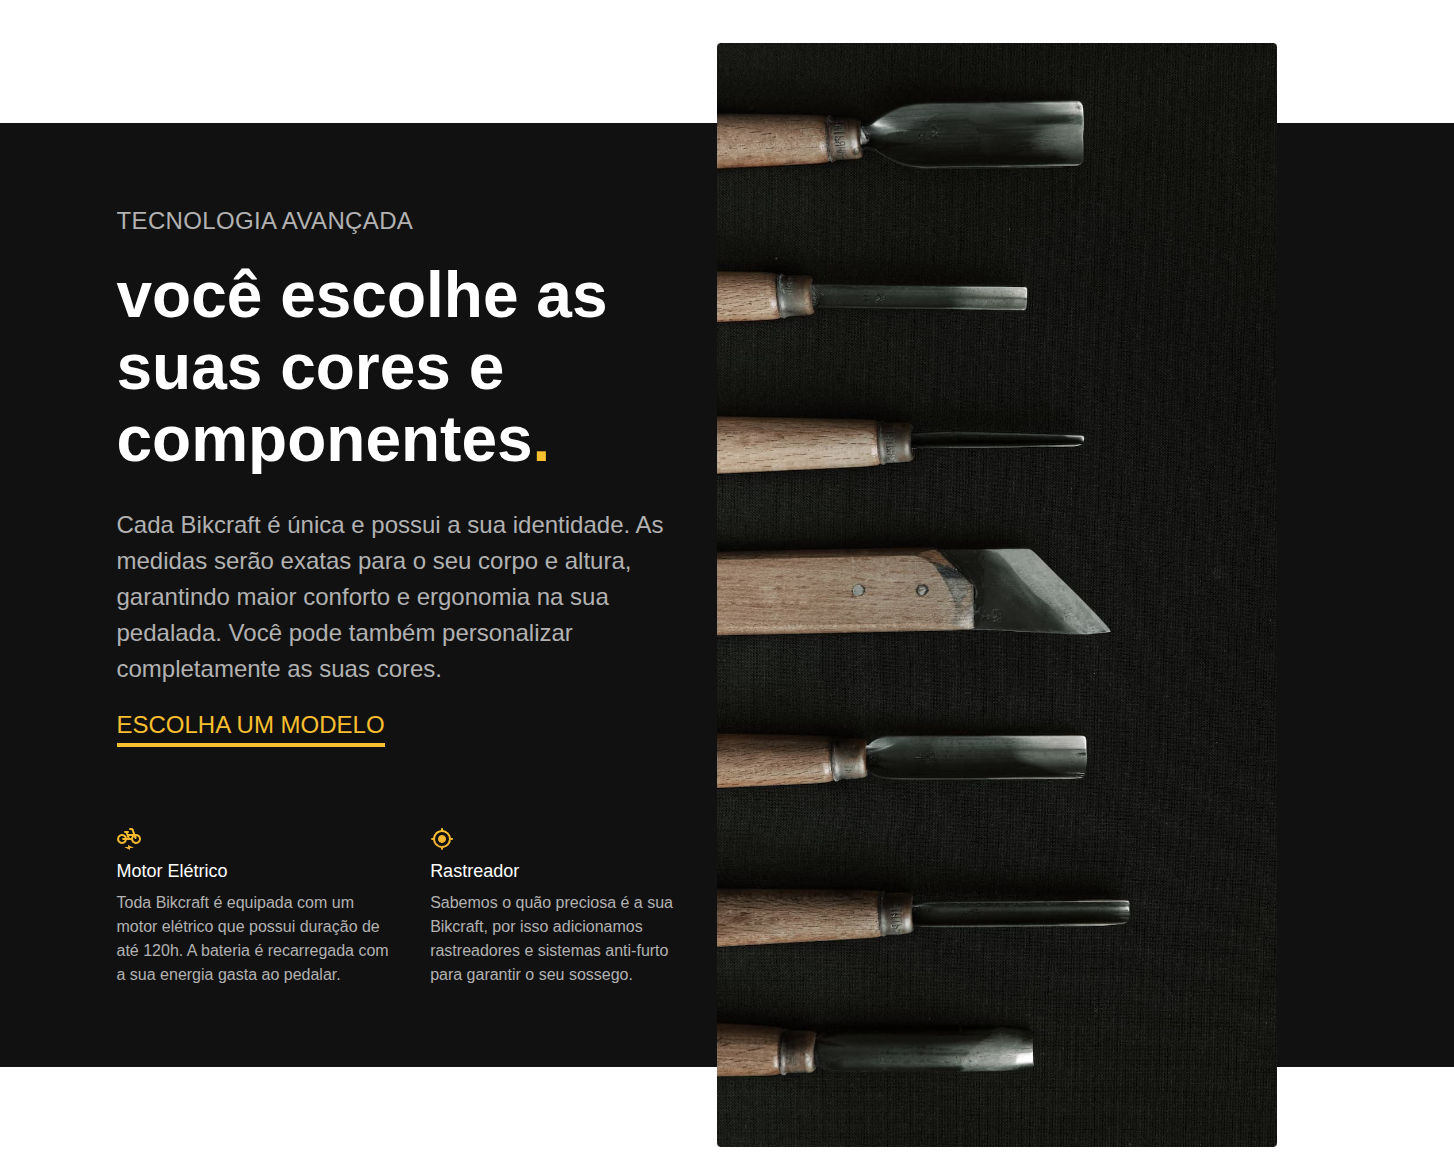 TECNOLOGIA AVANÇADA
você escolhe as
suas cores e
componentes.
Cada Bikcraft é única e possui a sua identidade. As
medidas serão exatas para o seu corpo e altura,
garantindo maior conforto e ergonomia na sua
pedalada. Você pode também personalizar
completamente as suas cores.
ESCOLHA UM MODELO
Motor Elétrico
Toda Bikcraft é equipada com um
motor elétrico que possui duração de
até 120h. A bateria é recarregada com
a sua energia gasta ao pedalar.
Rastreador
Sabemos o quão preciosa é a sua
Bikcraft, por isso adicionamos
rastreadores e sistemas anti-furto
para garantir o seu sossego.